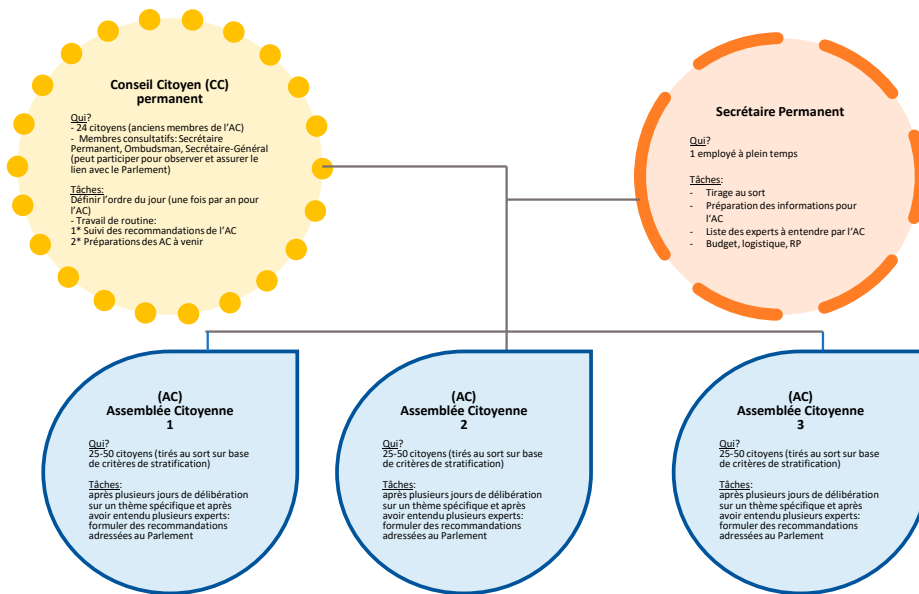 Conseil Citoyen (CC)
permanent
Qui?
- 24 citoyens (anciens membres de l'AC)
- Membres consultatifs: Secrétaire
Permanent, Ombudsman, Secrétaire-Général
(peut participer pour observer et assurer le
lien avec le Parlement)
Tâches:
Définir l'ordre du jour (une fois par an pour
l'AC)
- Travail de routine:
1* Suivi des recommandations de l'AC
2* Préparations des AC à venir
Secrétaire Permanent
Qui?
1 employé à plein temps
Tâches:
- Tirage au sort
- Préparation des informations pour
l'AC
- Liste des experts à entendre par l'AC
- Budget, logistique, RP
(AC)
Assemblée Citoyenne
1
Qui?
25-50 citoyens (tirés au sort sur base
de critères de stratification)
Tâches:
après plusieurs jours de délibération
sur un thème spécifique et après
avoir entendu plusieurs experts:
formuler des recommandations
adressées au Parlement
(AC)
Assemblée Citoyenne
2
Qui?
25-50 citoyens (tirés au sort sur base
de critères de stratification)
Tâches:
après plusieurs jours de délibération
sur un thème spécifique et après
avoir entendu plusieurs experts:
formuler des recommandations
adressées au Parlement
(AC)
Assemblée Citoyenne
3
Qui?
25-50 citoyens (tirés au sort sur base
de critères de stratification)
Tâches:
après plusieurs jours de délibération
sur un thème spécifique et après
avoir entendu plusieurs experts:
formuler des recommandations
adressées au Parlement